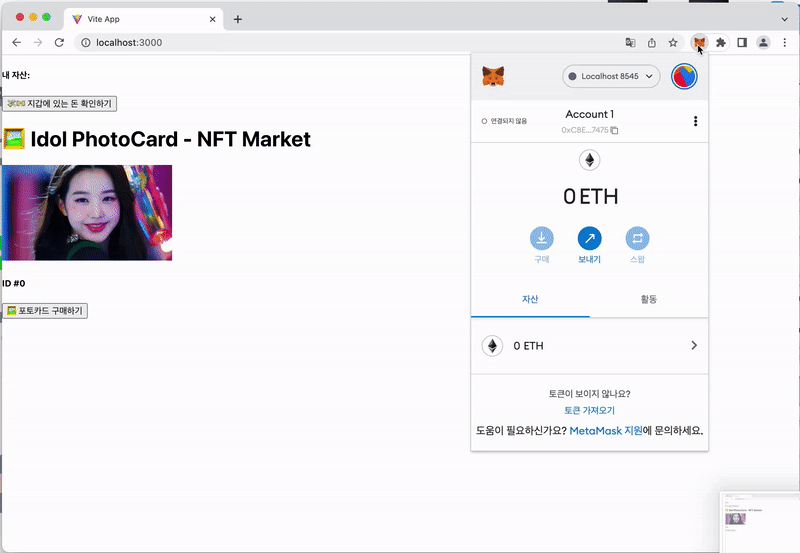 Vite App
localhost:3000
내 자산:
💸 지갑에 있는 돈 확인하기
🖼️ Idol PhotoCard - NFT Market
ID #0
🖼️ 포토카드 구매하기
Localhost 8545
연결되지 않음
Account 1
0xC8E...7475
0 ETH
구매
보내기
스왑
자산
활동
0 ETH
토큰이 보이지 않나요?
토큰 가져오기
도움이 필요하신가요? MetaMask 지원에 문의하세요.